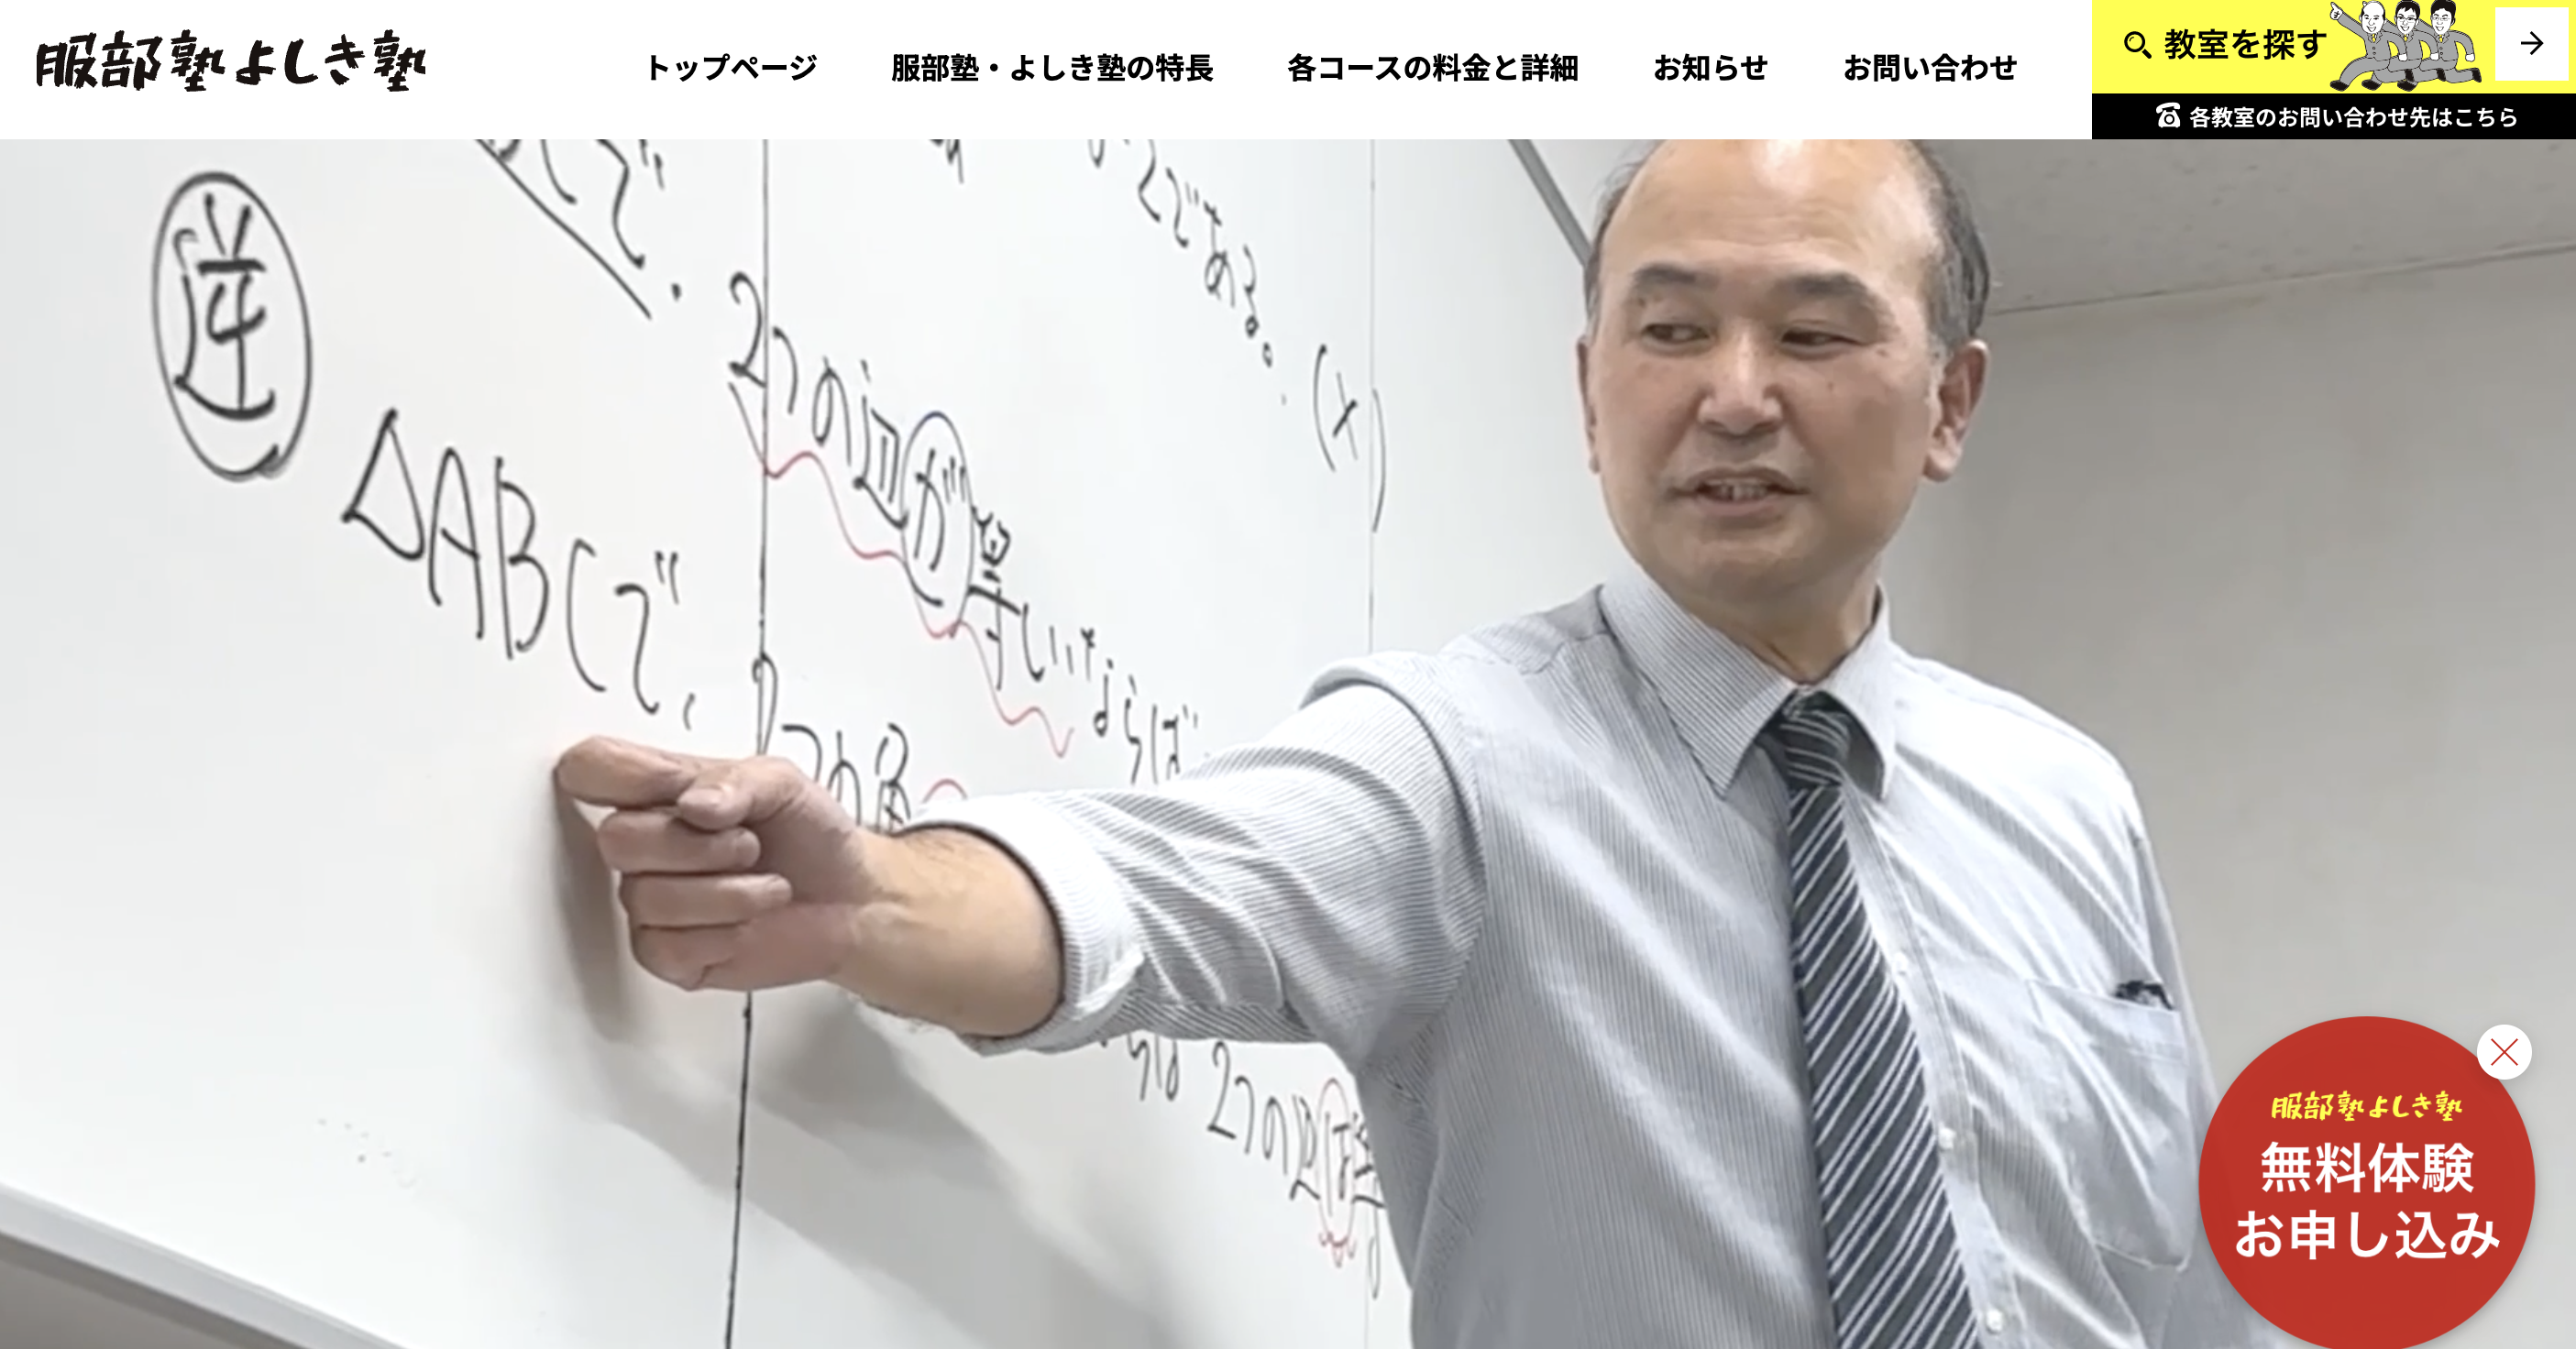 服部塾よしき塾
トップページ
服部塾・よしき塾の特長
各コースの料金と詳細
お知らせ
お問い合わせ
教室を探す
各教室のお問い合わせ先はこちら
Cで、
2である。(×)
逆
△ABCで、
2つの辺が等しいならば
2つの角
らば 2つの辺は等
服部塾よしき塾
無料体験
お申し込み